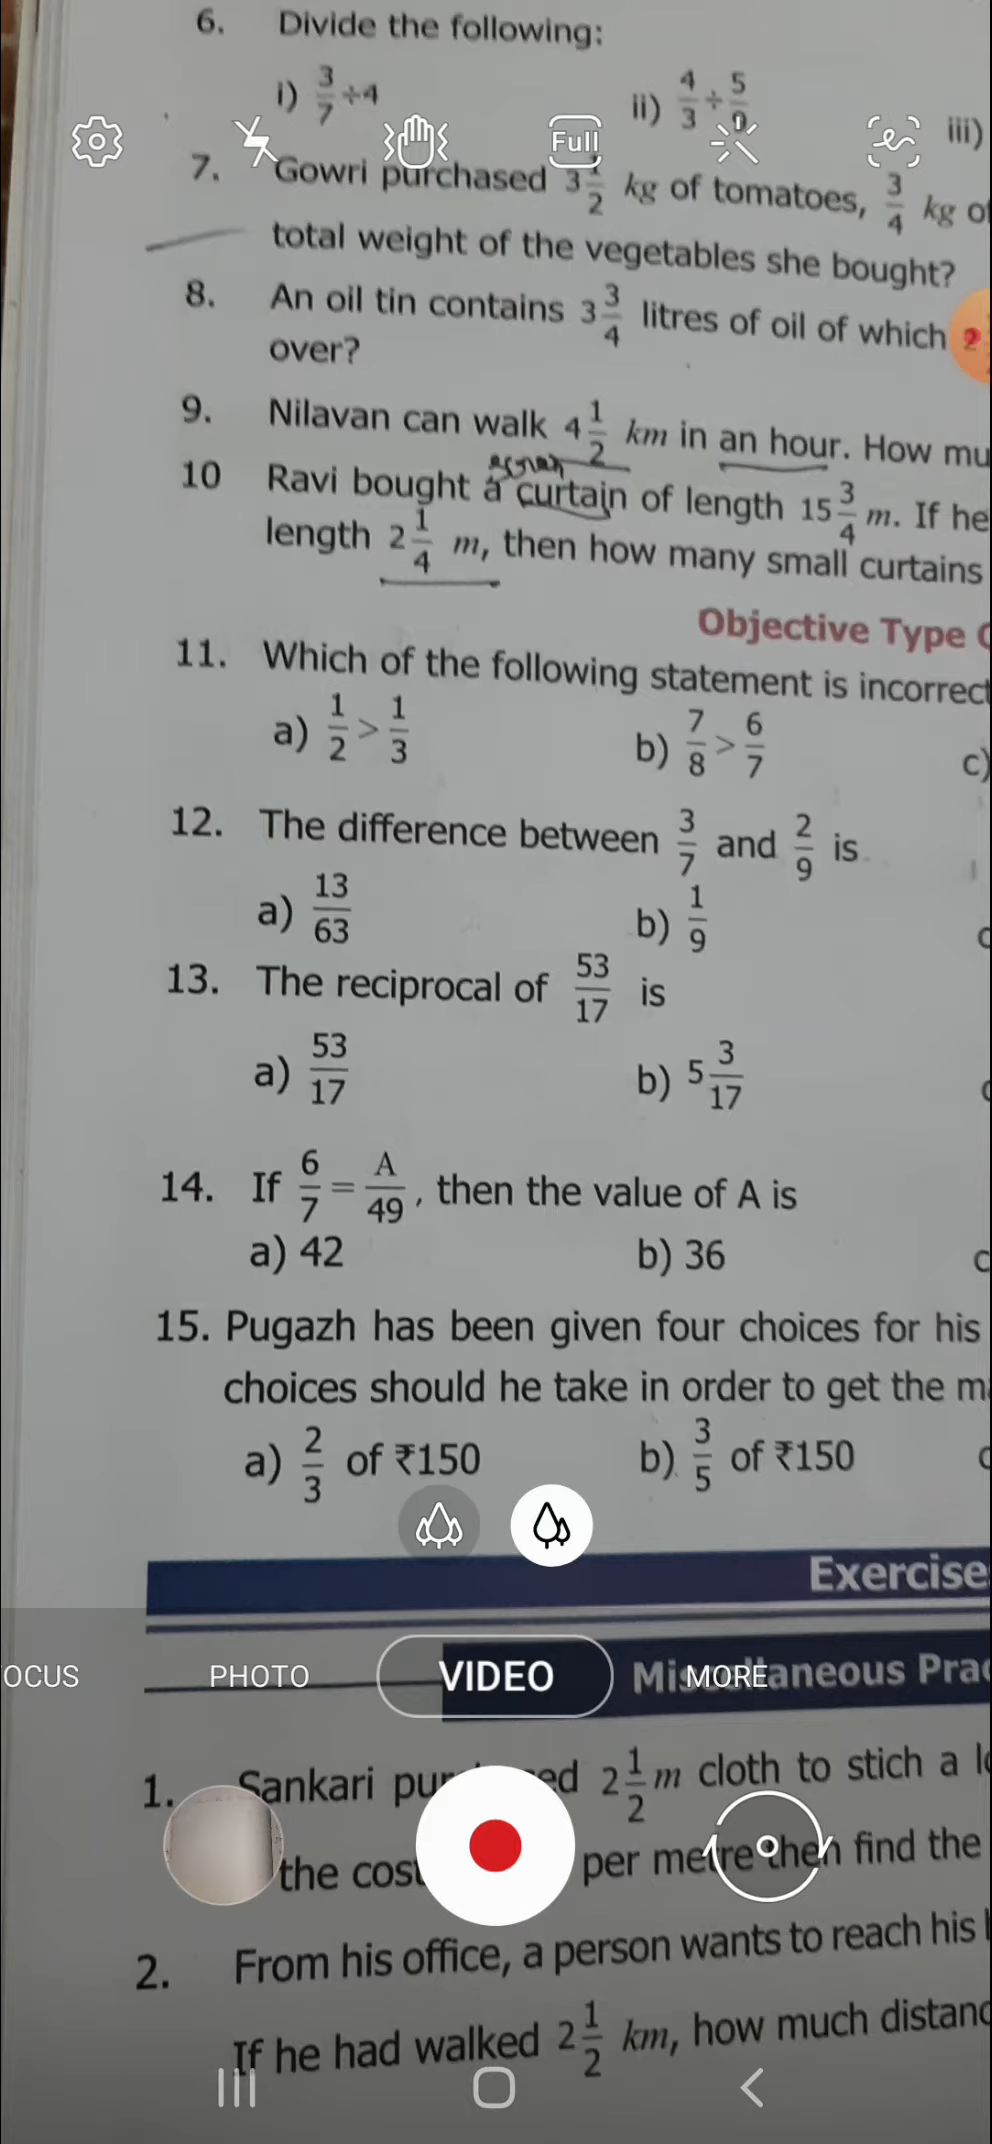 6. Divide the following:
i) 3/7 ÷ 4 ii) 4/3 ÷ 5/ iii)
Full
7. Gowri purchased 3 1/2 kg of tomatoes, 3/4 kg of
total weight of the vegetables she bought?
8. An oil tin contains 3 3/4 litres of oil of which 2
over?
9. Nilavan can walk 4 1/2 km in an hour. How mu
10 Ravi bought a curtain of length 15 3/4 m. If he
length 2 1/4 m, then how many small curtains
Objective Type
11. Which of the following statement is incorrect
a) 1/2 > 1/3 b) 7/8 > 6/7 c)
12. The difference between 3/7 and 2/9 is
a) 13/63 b) 1/9
13. The reciprocal of 53/17 is
a) 53/17 b) 5 3/17
14. If 6/7 = A/49, then the value of A is
a) 42 b) 36
15. Pugazh has been given four choices for his
choices should he take in order to get the
a) 2/3 of ₹150 b) 3/5 of ₹150
Exercise
OCUS PHOTO VIDEO MORE
Miscellaneous
1. Sankari 2 1/2 m cloth to stich a
the cost per metre then find the
2. From his office, a person wants to reach his
If he had walked 2 1/2 km, how much